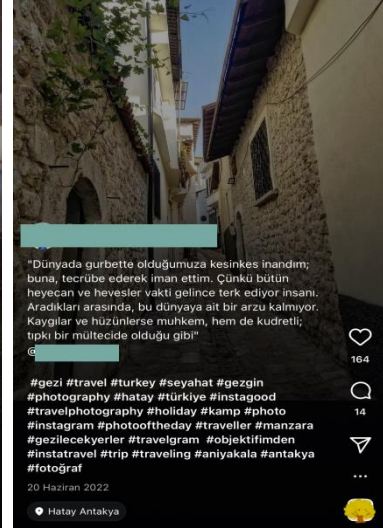 "Dünyada gurbette olduğumuza kesinkes inandım;
buna, tecrübe ederek iman ettim. Çünkü bütün
heyecan ve hevesler vakti gelince terk ediyor insanı.
Aradıkları arasında, bu dünyaya ait bir arzu kalmıyor.
Kaygılar ve hüzünlerse muhkem, hem de kudretli;
tıpkı bir mültecide olduğu gibi"
@
164
#gezi #travel #turkey #seyahat #gezgin
#photography #hatay #türkiye #instagood
#travelphotography #holiday #kamp #photo
#instagram #photooftheday #traveller #manzara
#gezilecekyerler #travelgram #objektifimden
#instatravel #trip #traveling #aniyakala #antakya
#fotoğraf
14
20 Haziran 2022
Hatay Antakya